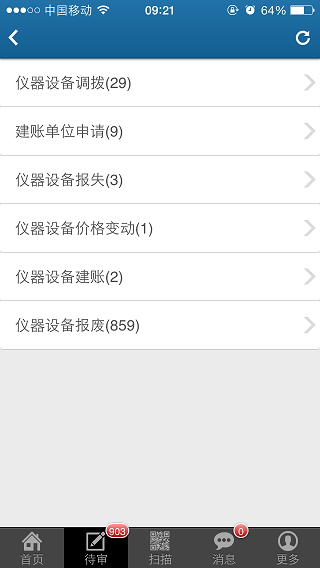 中国移动 09:21 64%
仪器设备调拨(29)
建账单位申请(9)
仪器设备报失(3)
仪器设备价格变动(1)
仪器设备建账(2)
仪器设备报废(859)
903 0
首页 待审 扫描 消息 更多